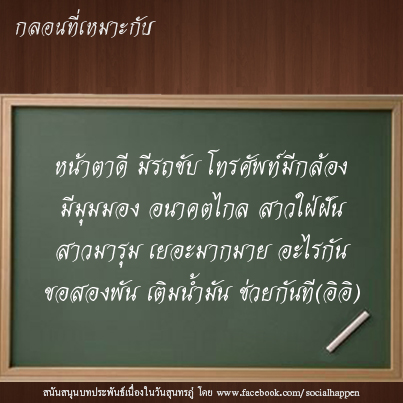 กลอนที่เหมาะกับ
หน้าตาดี มีรถขับ โทรศัพท์มีกล้อง
มีมุมมอง อนาคตไกล สาวใฝ่ฝัน
สาวมารุม เยอะมากมาย อะไรกัน
ขอสองพัน เติมน้ำมัน ช่วยกันที(อิอิ)
สนันสนุนบทประพันธ์เนื่องในวันสุนทรภู่ โดย www.facebook.com/socialhappen